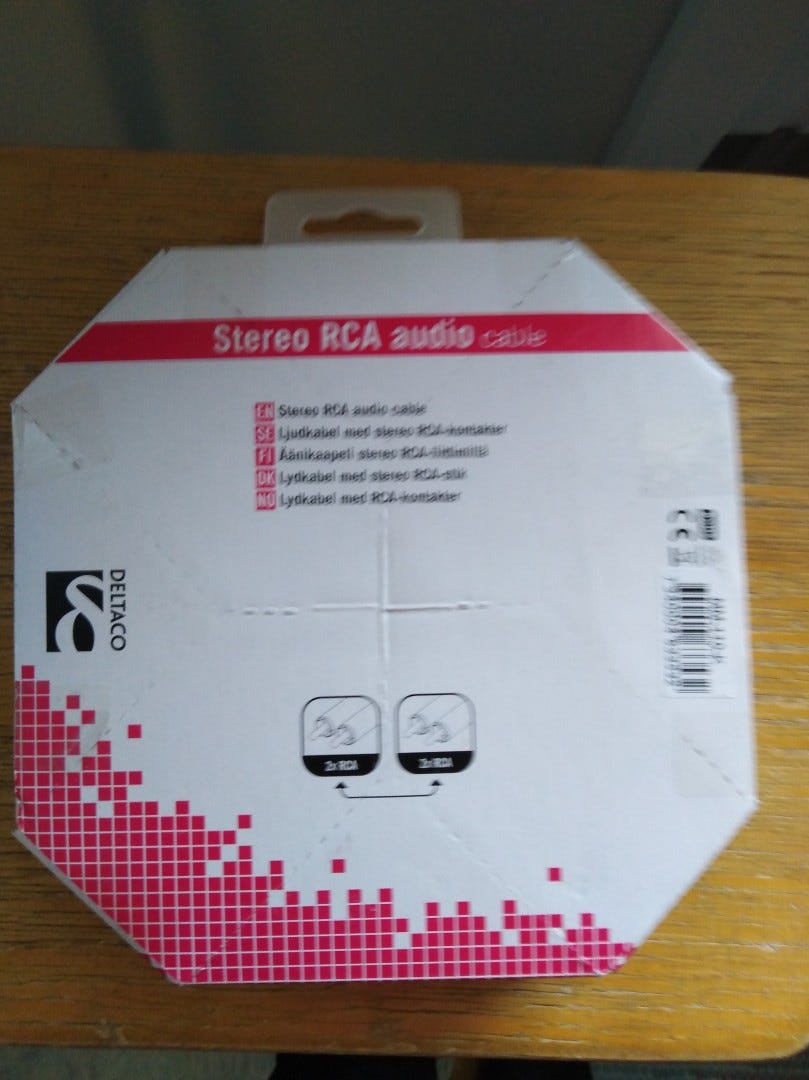 Stereo RCA audio cable
EN Stereo RCA audio cable
SE Ljudkabel med stereo RCA-kontakter
FI Äänikaapeli stereo RCA-liittimillä
DK Lydkabel med stereo RCA-stik
NO Lydkabel med RCA-kontakter
DELTACO
2x RCA
2x RCA